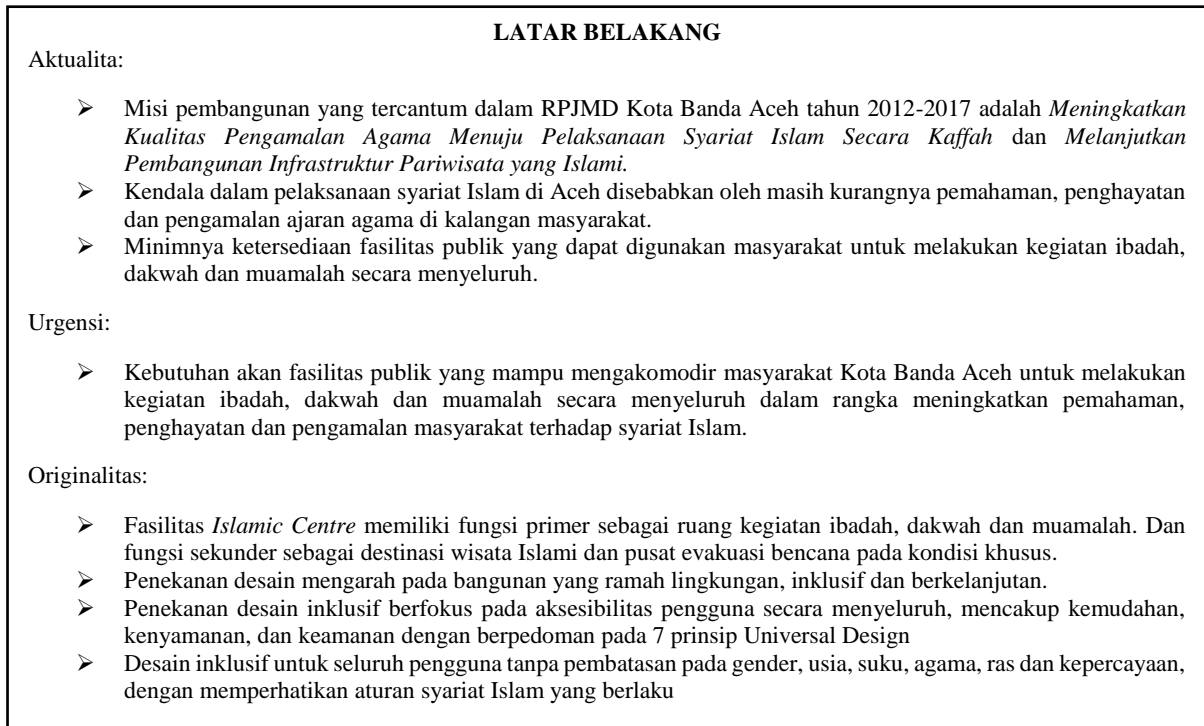 LATAR BELAKANG
Aktualita:
➤ Misi pembangunan yang tercantum dalam RPJMD Kota Banda Aceh tahun 2012-2017 adalah Meningkatkan
Kualitas Pengamalan Agama Menuju Pelaksanaan Syariat Islam Secara Kaffah dan Melanjutkan
Pembangunan Infrastruktur Pariwisata yang Islami.
➤ Kendala dalam pelaksanaan syariat Islam di Aceh disebabkan oleh masih kurangnya pemahaman, penghayatan
dan pengamalan ajaran agama di kalangan masyarakat.
➤ Minimnya ketersediaan fasilitas publik yang dapat digunakan masyarakat untuk melakukan kegiatan ibadah,
dakwah dan muamalah secara menyeluruh.
Urgensi:
➤ Kebutuhan akan fasilitas publik yang mampu mengakomodir masyarakat Kota Banda Aceh untuk melakukan
kegiatan ibadah, dakwah dan muamalah secara menyeluruh dalam rangka meningkatkan pemahaman,
penghayatan dan pengamalan masyarakat terhadap syariat Islam.
Originalitas:
➤ Fasilitas Islamic Centre memiliki fungsi primer sebagai ruang kegiatan ibadah, dakwah dan muamalah. Dan
fungsi sekunder sebagai destinasi wisata Islami dan pusat evakuasi bencana pada kondisi khusus.
➤ Penekanan desain mengarah pada bangunan yang ramah lingkungan, inklusif dan berkelanjutan.
➤ Penekanan desain inklusif berfokus pada aksesibilitas pengguna secara menyeluruh, mencakup kemudahan,
kenyamanan, dan keamanan dengan berpedoman pada 7 prinsip Universal Design
➤ Desain inklusif untuk seluruh pengguna tanpa pembatasan pada gender, usia, suku, agama, ras dan kepercayaan,
dengan memperhatikan aturan syariat Islam yang berlaku